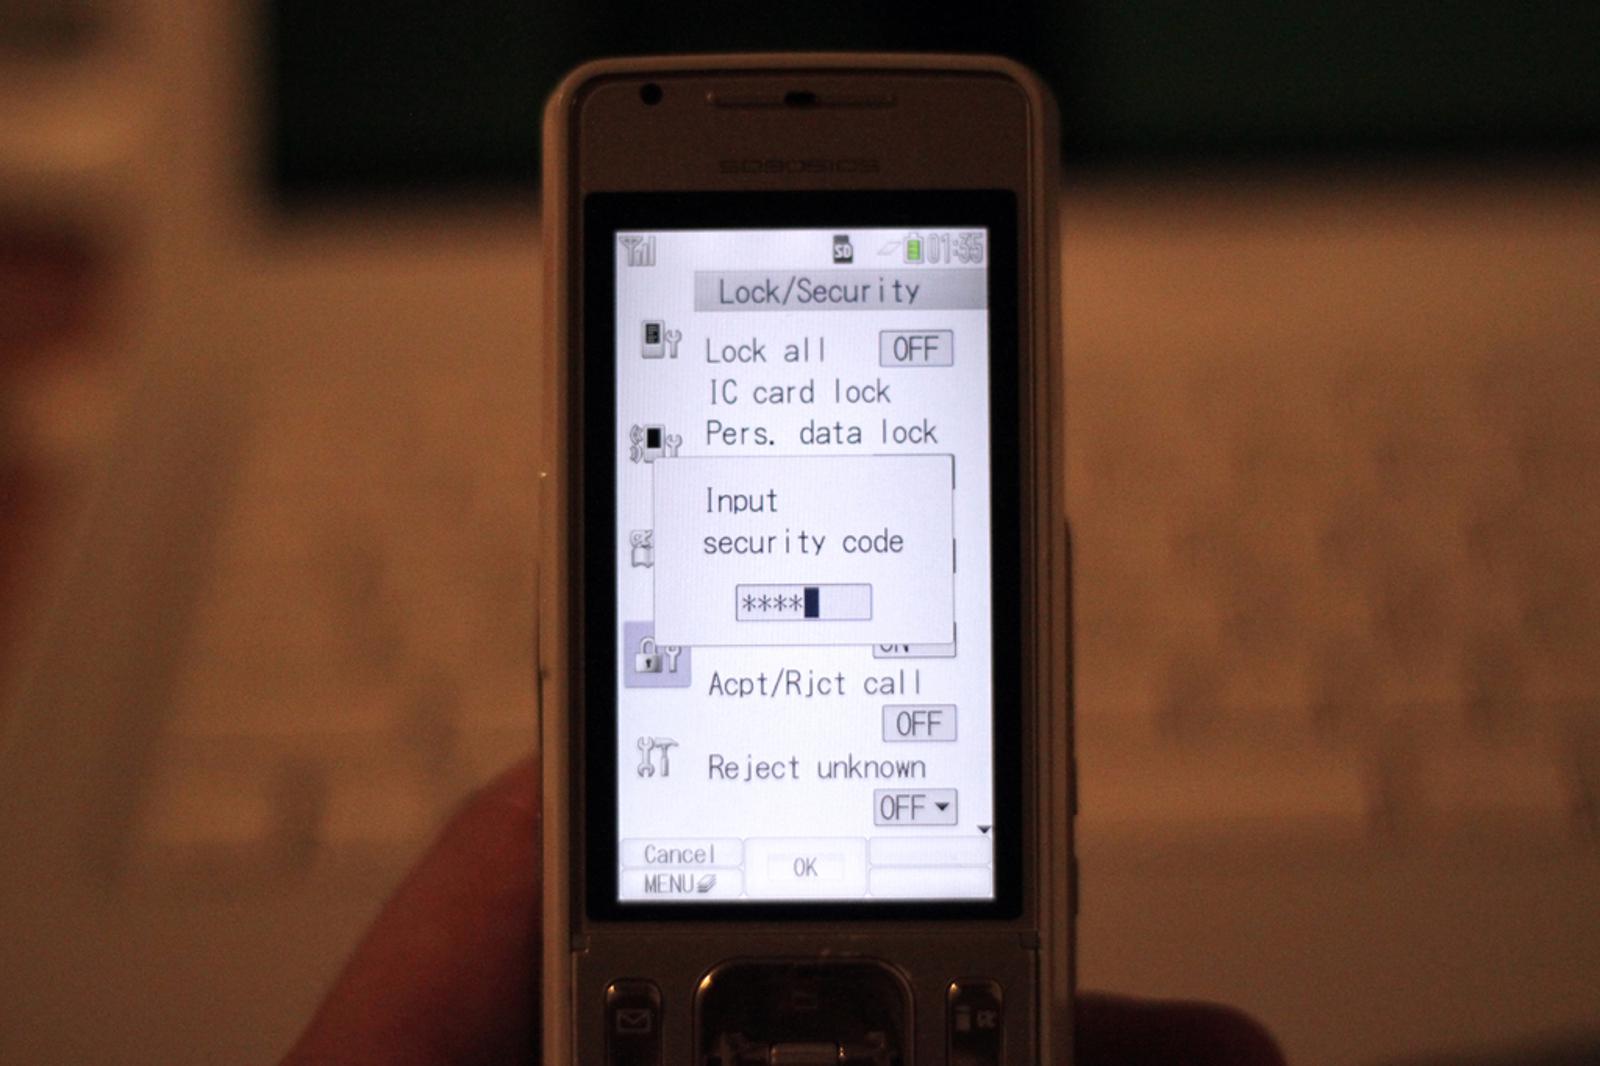 SD 01:35
Lock/Security
Lock all OFF
IC card lock
Pers. data lock
Input
security code
****
Acpt/Rjct call
OFF
Reject unknown
OFF
Cancel
OK
MENU